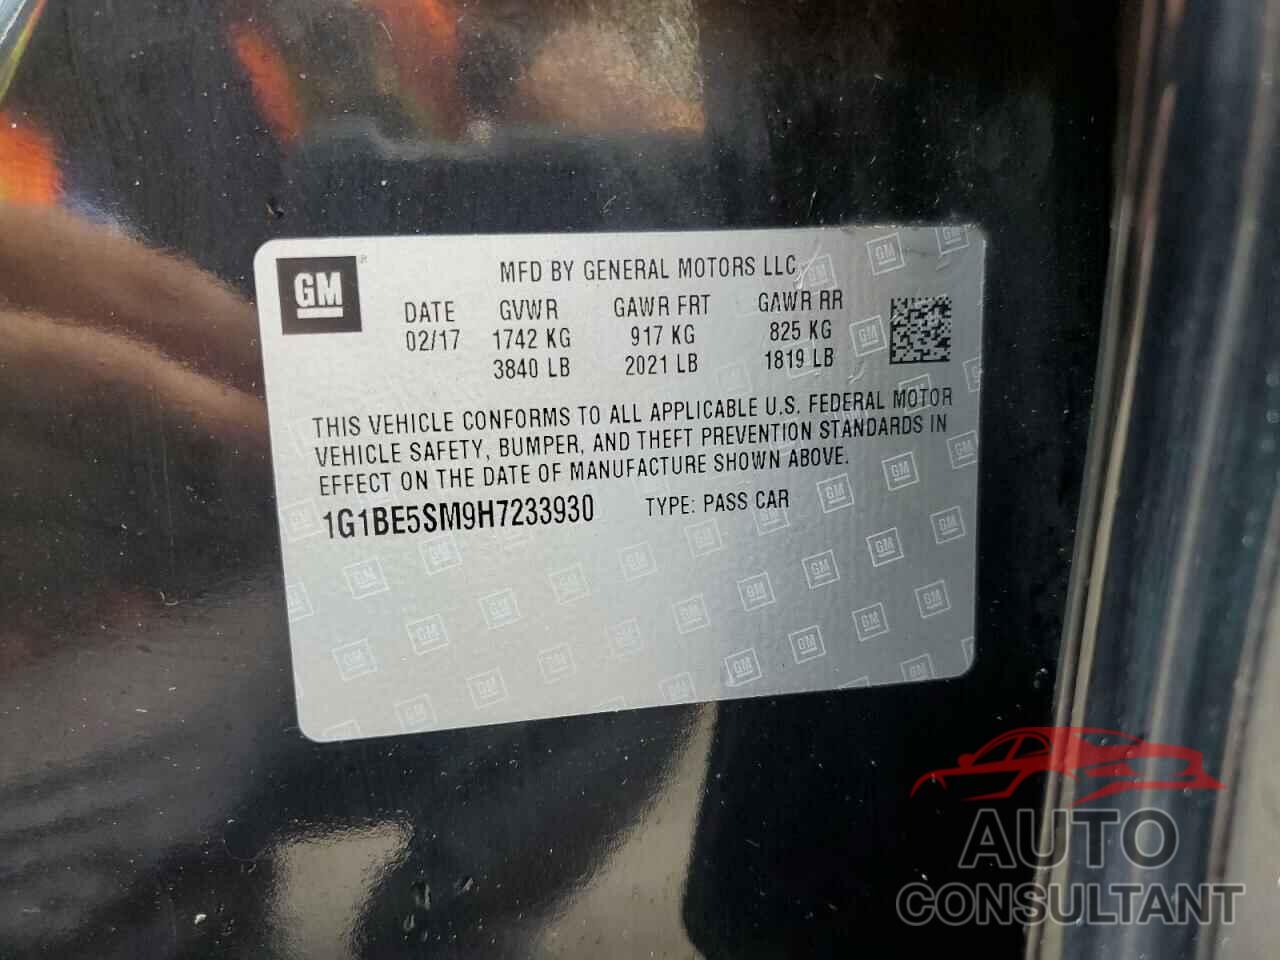 GM
MFD BY GENERAL MOTORS LLC
DATE GVWR GAWR FRT GAWR RR
02/17 1742 KG 917 KG 825 KG
3840 LB 2021 LB 1819 LB
THIS VEHICLE CONFORMS TO ALL APPLICABLE U.S. FEDERAL MOTOR
VEHICLE SAFETY, BUMPER, AND THEFT PREVENTION STANDARDS IN
EFFECT ON THE DATE OF MANUFACTURE SHOWN ABOVE.
1G1BE5SM9H7233930 TYPE: PASS CAR
AUTO
CONSULTANT